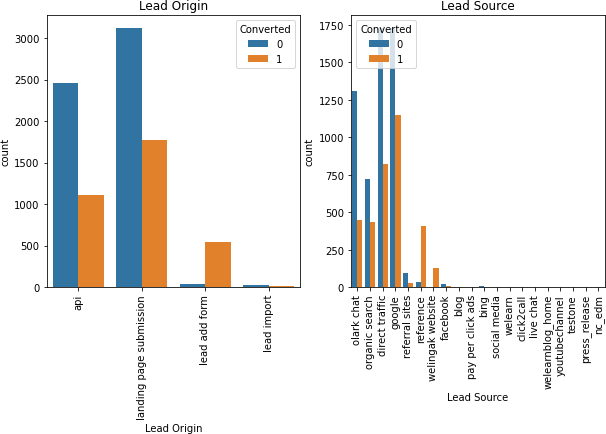 Lead Origin
Converted
0
1
3000
2500
2000
1500
1000
500
0
count
api
landing page submission
lead add form
lead import
Lead Origin
Lead Source
Converted
0
1
1750
1500
1250
1000
750
500
250
0
count
olark chat
organic search
direct traffic
google
referral sites
reference
welingak website
facebook
blog
pay per click ads
bing
social media
welearn
click2call
live chat
welearnblog_home
youtubechannel
testone
press_release
nc_edm
Lead Source